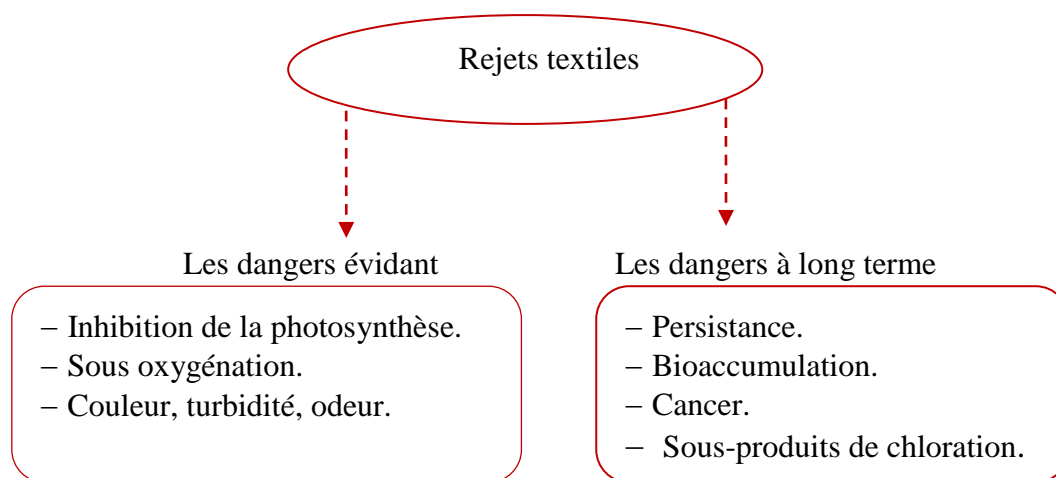 Rejets textiles
Les dangers évidant
– Inhibition de la photosynthèse.
– Sous oxygénation.
– Couleur, turbidité, odeur.
Les dangers à long terme
– Persistance.
– Bioaccumulation.
– Cancer.
– Sous-produits de chloration.